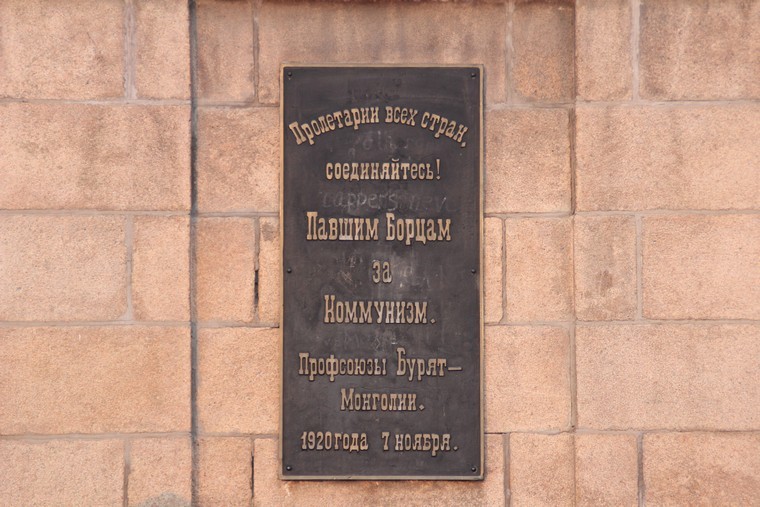 Пролетарии всех стран,
соединяйтесь!
Павшим Борцам
за
Коммунизм.
Профсоюзы Бурят—
Монголии.
1920 года 7 ноября.